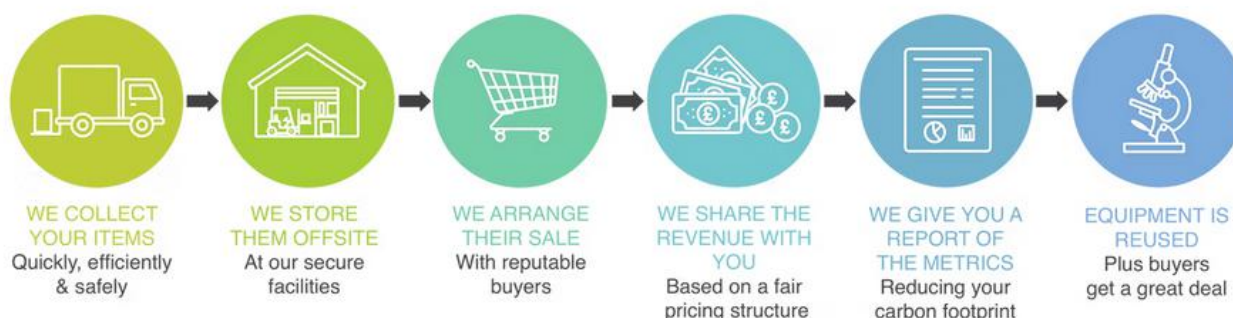 £
£
£
£
WE COLLECT
YOUR ITEMS
Quickly, efficiently
& safely
WE STORE
THEM OFFSITE
At our secure
facilities
WE ARRANGE
THEIR SALE
With reputable
buyers
WE SHARE THE
REVENUE WITH
YOU
Based on a fair
pricing structure
WE GIVE YOU A
REPORT OF
THE METRICS
Reducing your
carbon footprint
EQUIPMENT IS
REUSED
Plus buyers
get a great deal